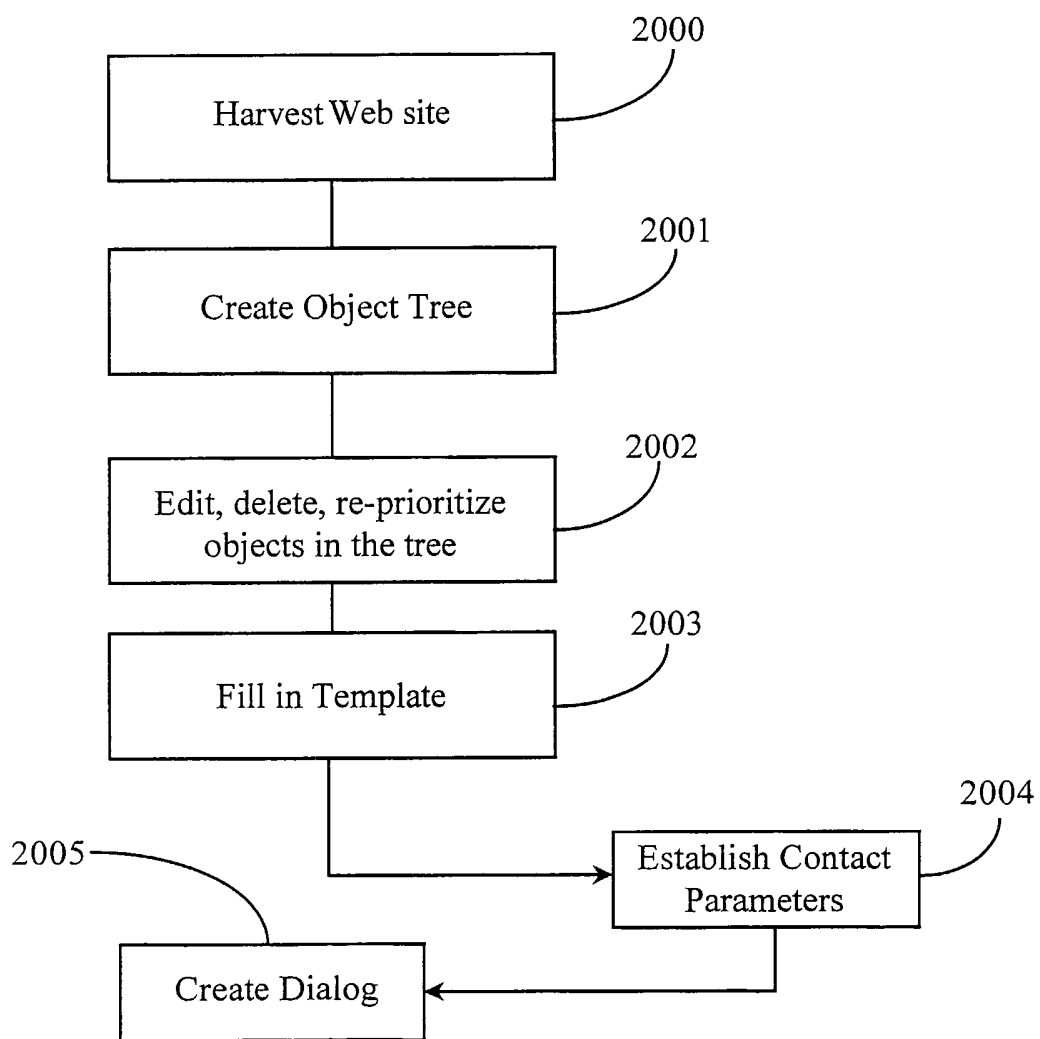 2000
Harvest Web site
2001
Create Object Tree
2002
Edit, delete, re-prioritize
objects in the tree
2003
Fill in Template
2004
Establish Contact
Parameters
2005
Create Dialog